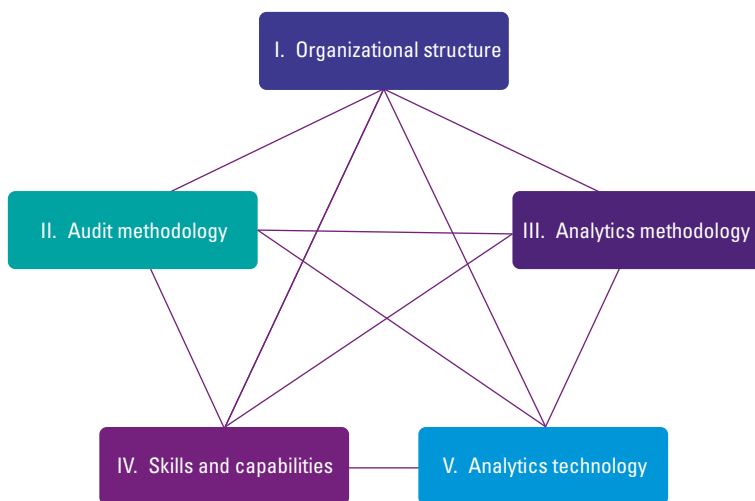 I. Organizational structure
II. Audit methodology
III. Analytics methodology
IV. Skills and capabilities
V. Analytics technology